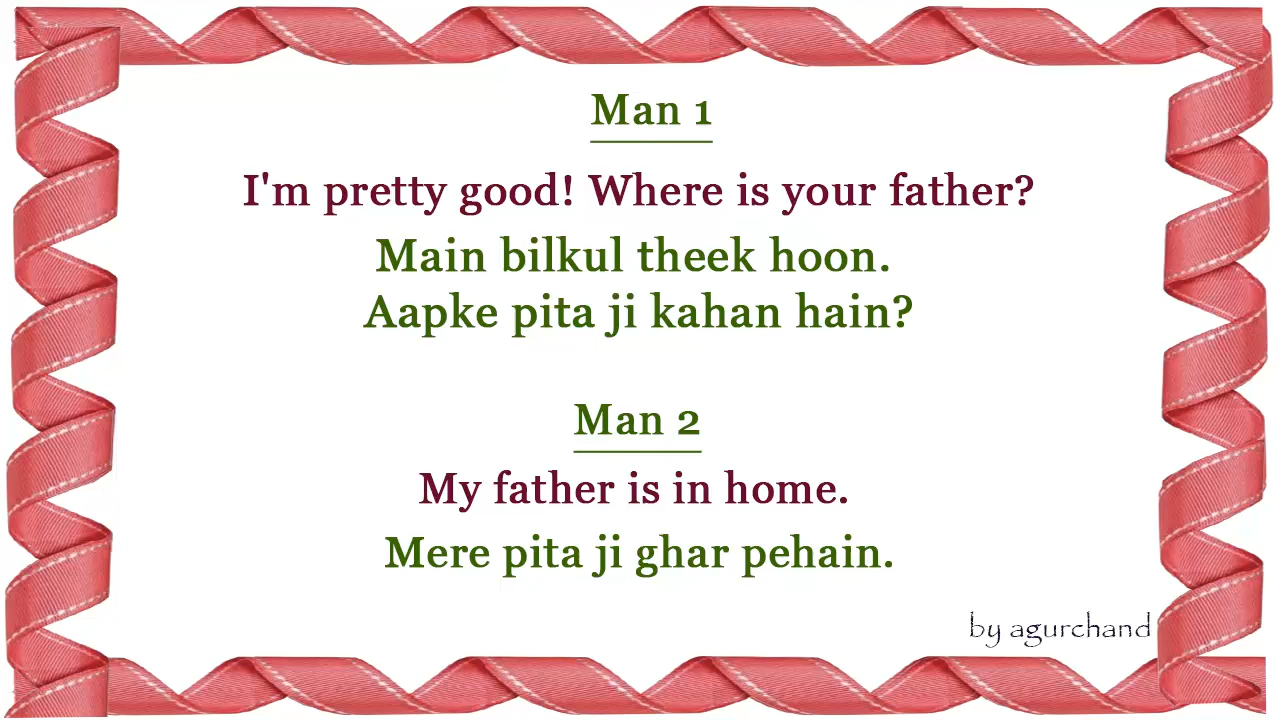 Man 1
I'm pretty good! Where is your father?
Main bilkul theek hoon.
Aapke pita ji kahan hain?
Man 2
My father is in home.
Mere pita ji ghar pehain.
by agurchand